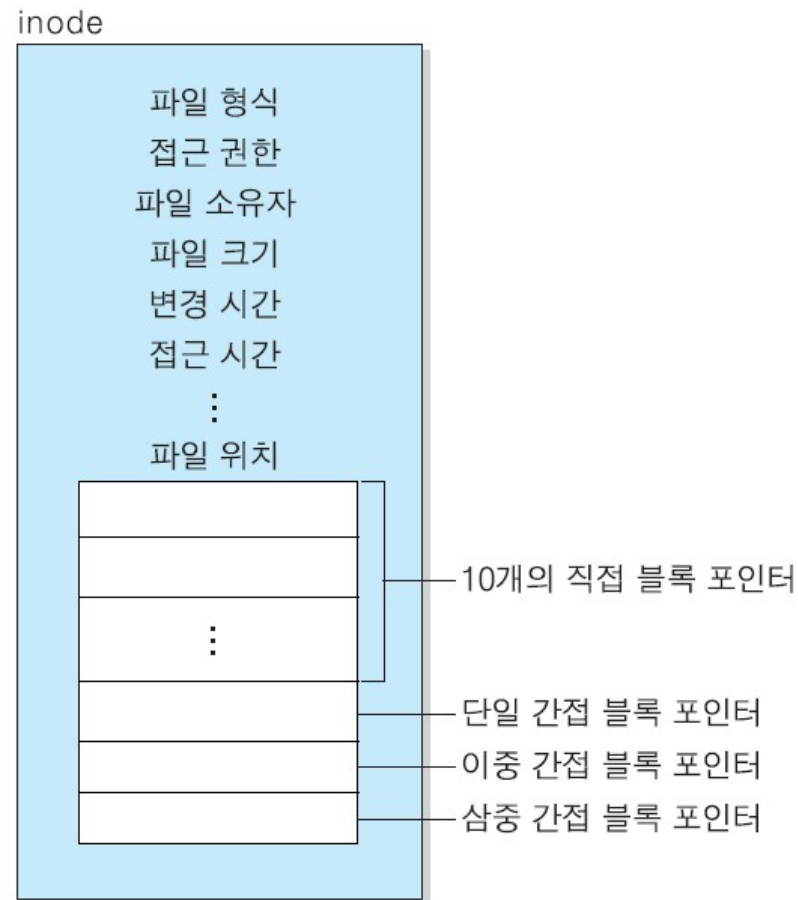 inode
파일 형식
접근 권한
파일 소유자
파일 크기
변경 시간
접근 시간
⋮
파일 위치
⋮
10개의 직접 블록 포인터
단일 간접 블록 포인터
이중 간접 블록 포인터
삼중 간접 블록 포인터